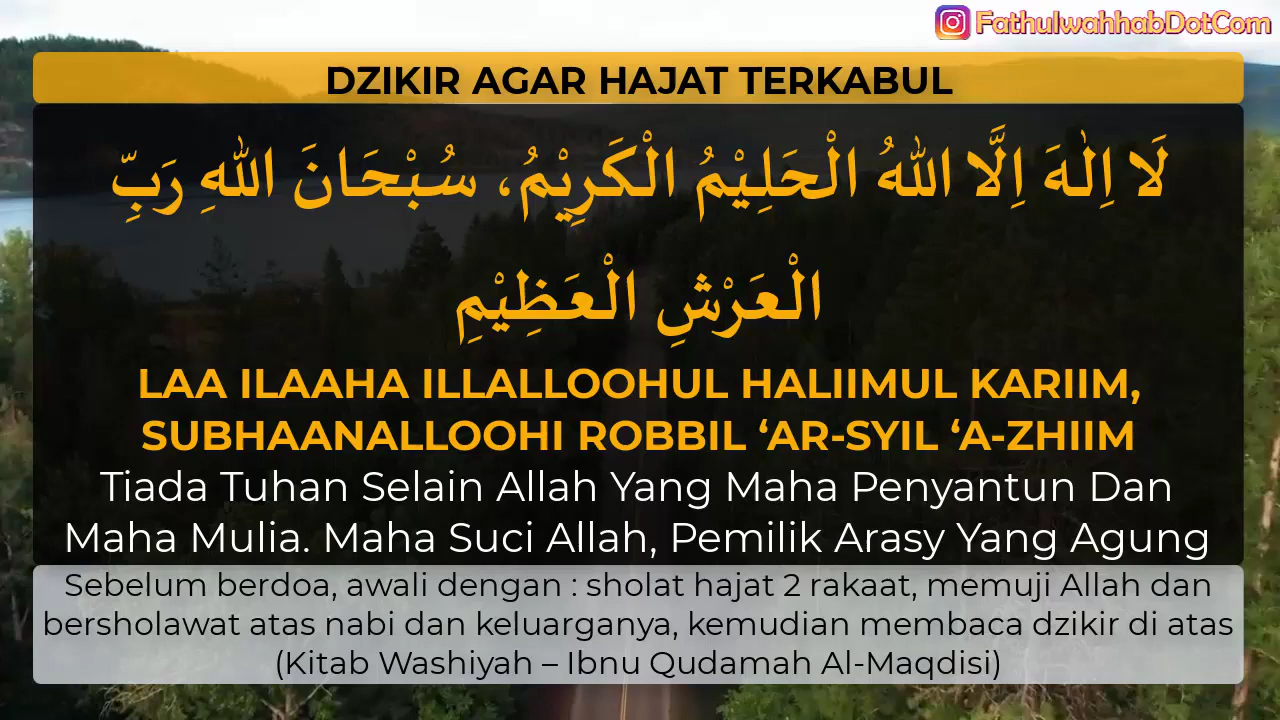 FathulwahhabDotCom
DZIKIR AGAR HAJAT TERKABUL
لَا اِلٰهَ اِلَّا اللهُ الْحَلِيْمُ الْكَرِيْمُ، سُبْحَانَ اللهِ رَبِّ
الْعَرْشِ الْعَظِيْمِ
LAA ILAAHA ILLALLOOHUL HALIIMUL KARIIM,
SUBHAANALLOOHI ROBBIL ‘AR-SYIL ‘A-ZHIIM
Tiada Tuhan Selain Allah Yang Maha Penyantun Dan
Maha Mulia. Maha Suci Allah, Pemilik Arasy Yang Agung
Sebelum berdoa, awali dengan : sholat hajat 2 rakaat, memuji Allah dan
bersholawat atas nabi dan keluarganya, kemudian membaca dzikir di atas
(Kitab Washiyah – Ibnu Qudamah Al-Maqdisi)